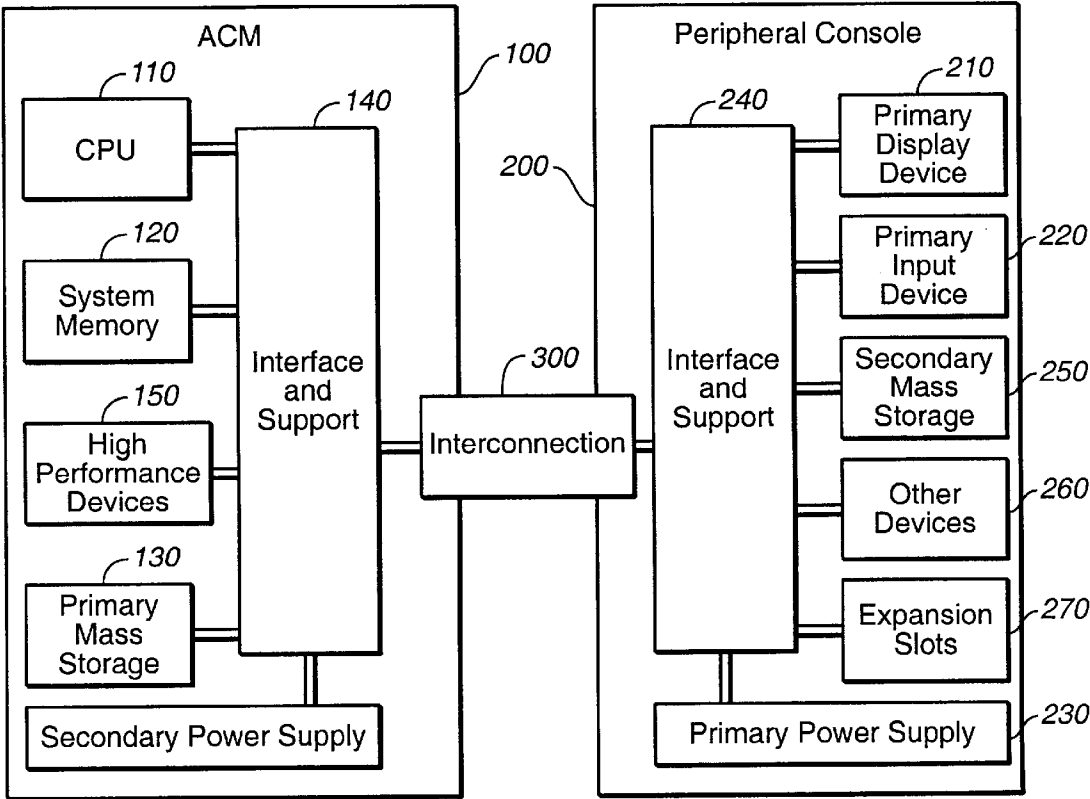 ACM
100
110
CPU
120
System
Memory
150
High
Performance
Devices
130
Primary
Mass
Storage
140
Interface
and
Support
Secondary Power Supply
300
Interconnection
Peripheral Console
200
240
Interface
and
Support
210
Primary
Display
Device
220
Primary
Input
Device
250
Secondary
Mass
Storage
260
Other
Devices
270
Expansion
Slots
230
Primary Power Supply